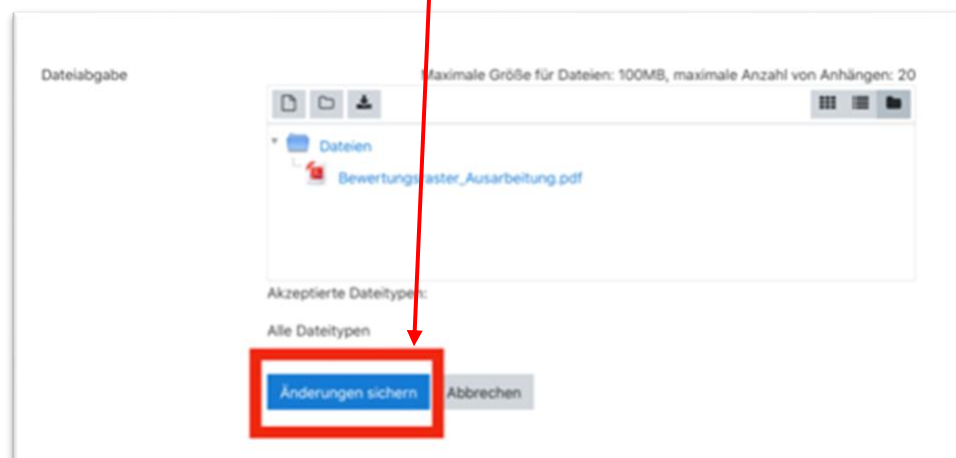 Dateiabgabe
Maximale Größe für Dateien: 100MB, maximale Anzahl von Anhängen: 20
Dateien
Bewertungsraster_Ausarbeitung.pdf
Akzeptierte Dateitypen:
Alle Dateitypen
Änderungen sichern Abbrechen